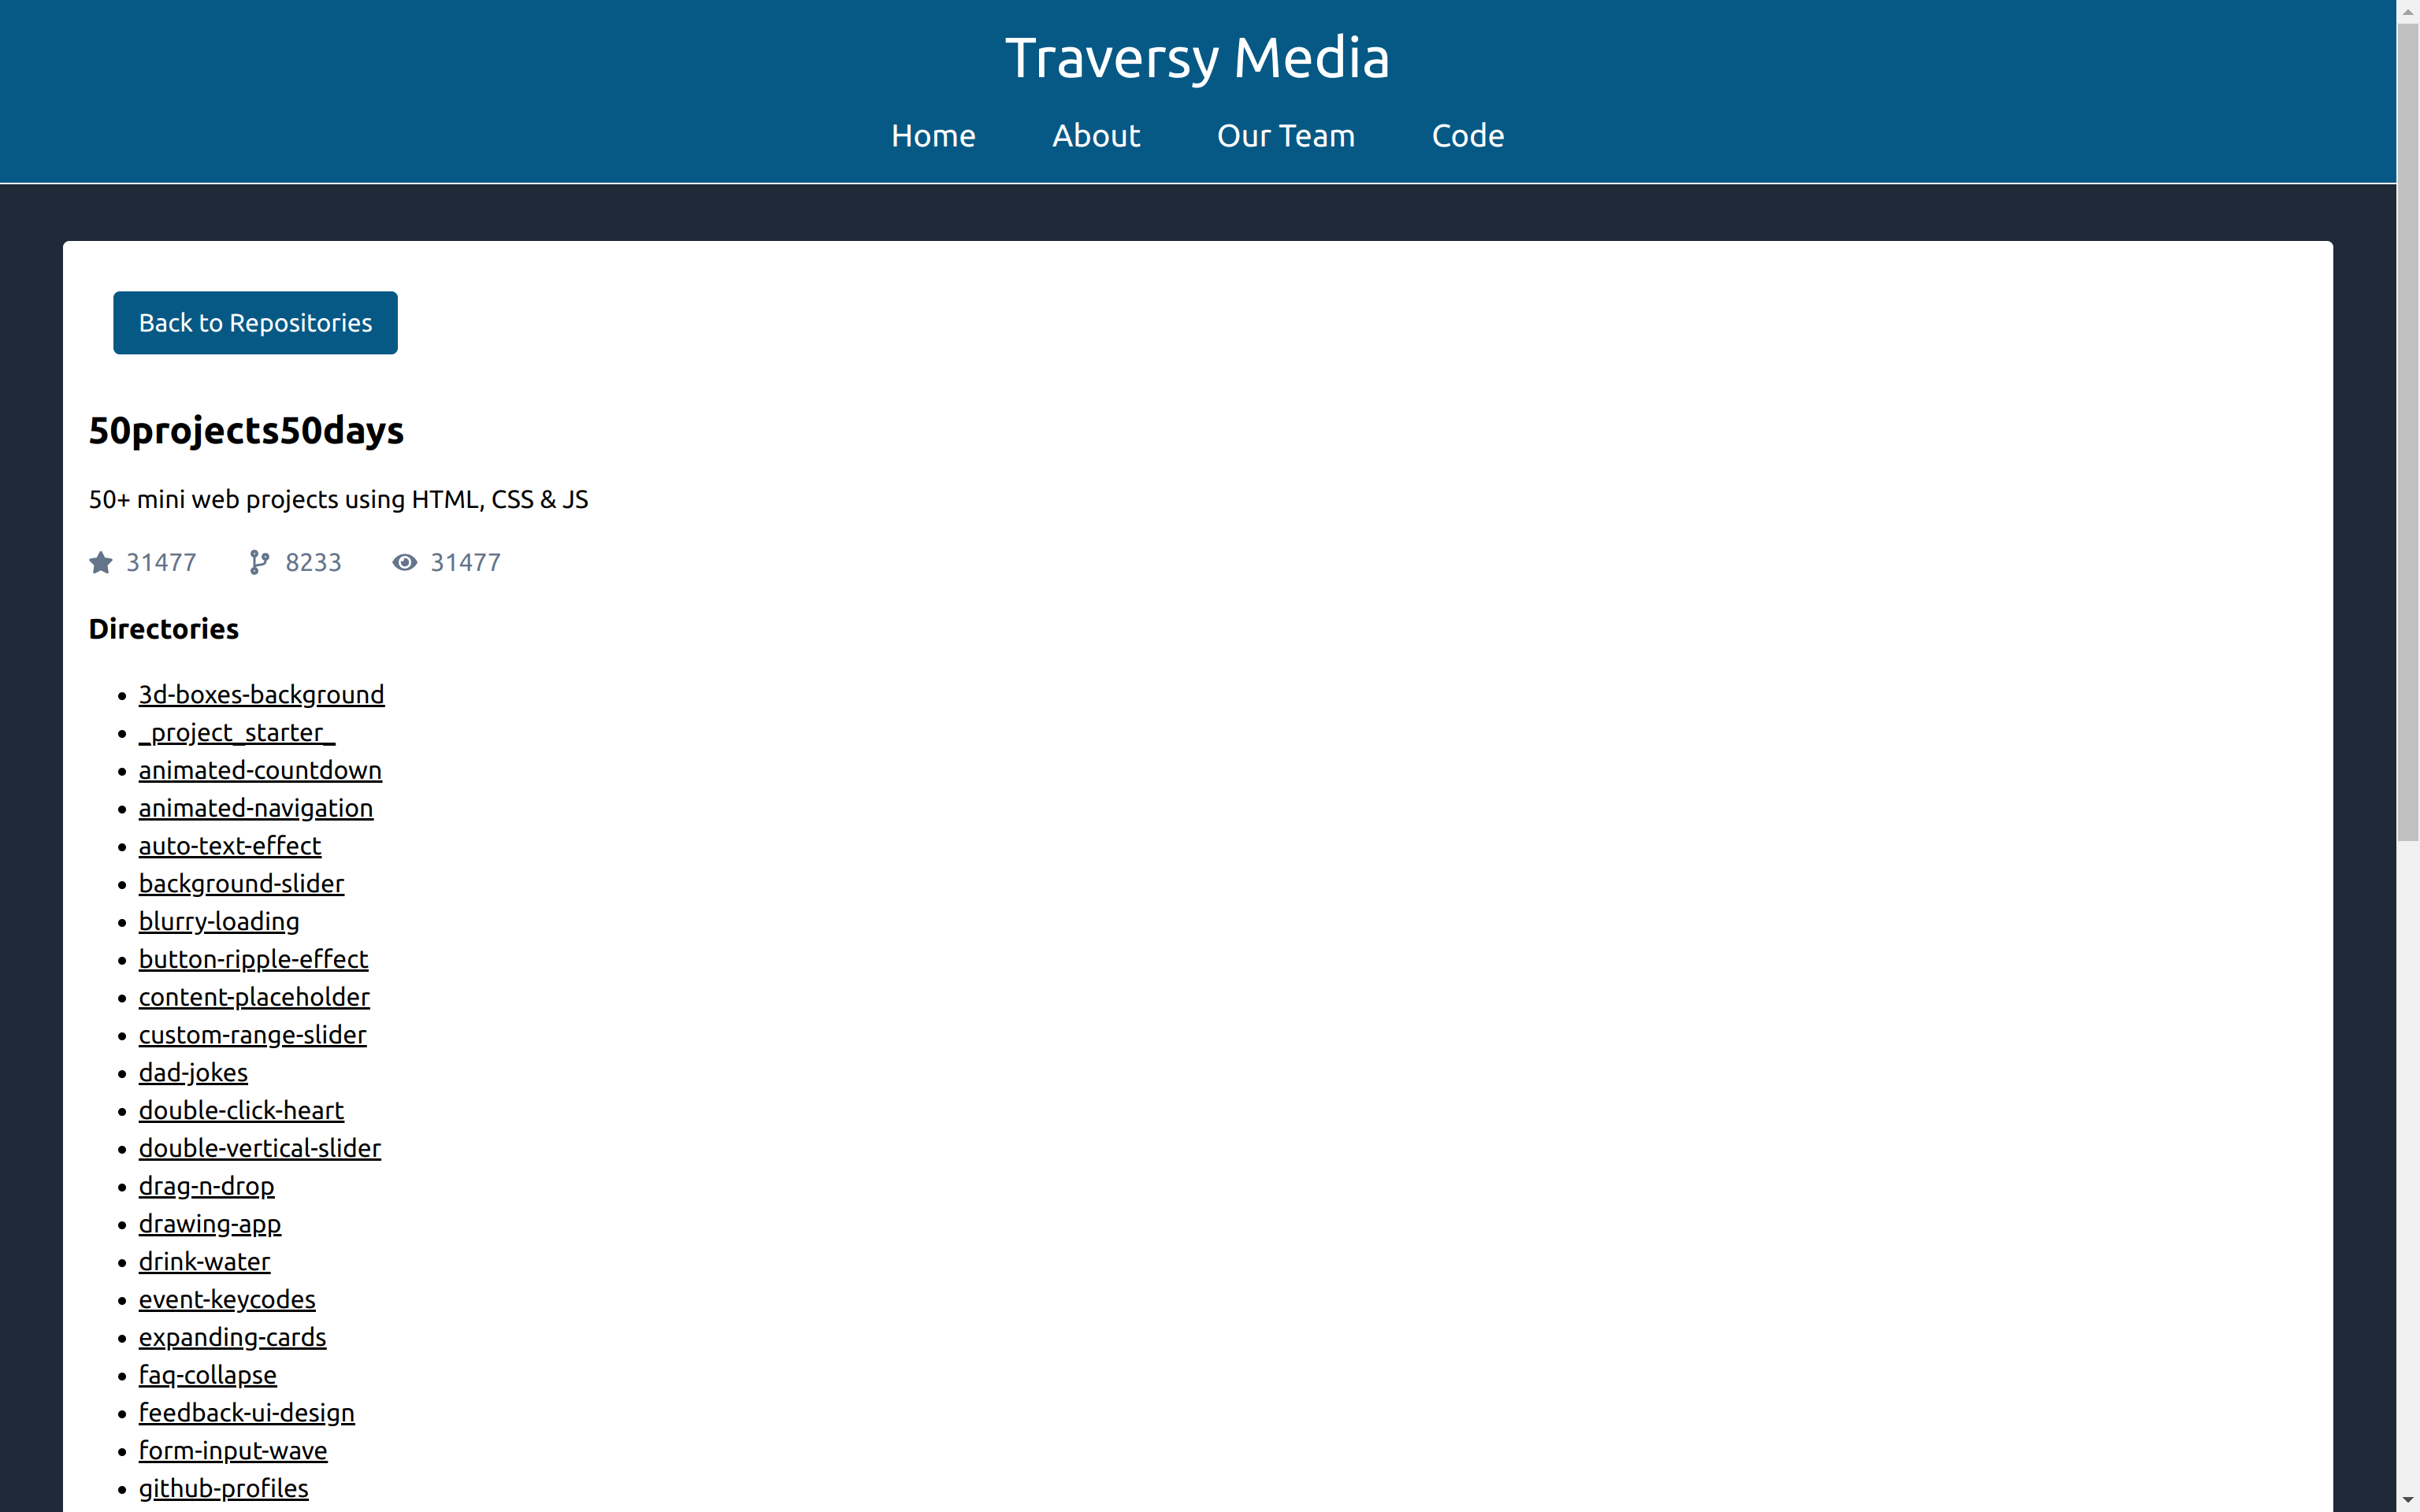 Traversy Media
Home About Our Team Code
Back to Repositories
50projects50days
50+ mini web projects using HTML, CSS & JS
31477 8233 31477
Directories
3d-boxes-background
_project_starter_
animated-countdown
animated-navigation
auto-text-effect
background-slider
blurry-loading
button-ripple-effect
content-placeholder
custom-range-slider
dad-jokes
double-click-heart
double-vertical-slider
drag-n-drop
drawing-app
drink-water
event-keycodes
expanding-cards
faq-collapse
feedback-ui-design
form-input-wave
github-profiles